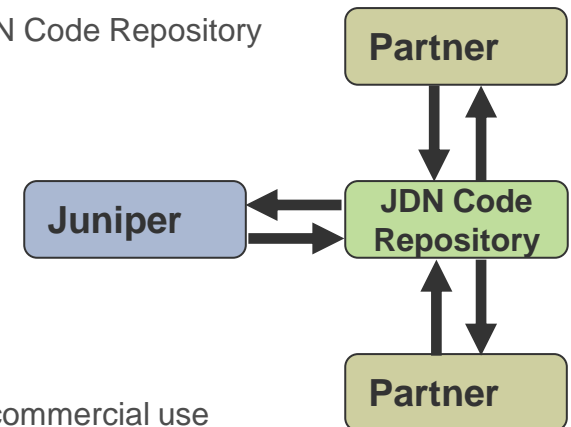 N Code Repository
Partner
Juniper
JDN Code
Repository
Partner
commercial use